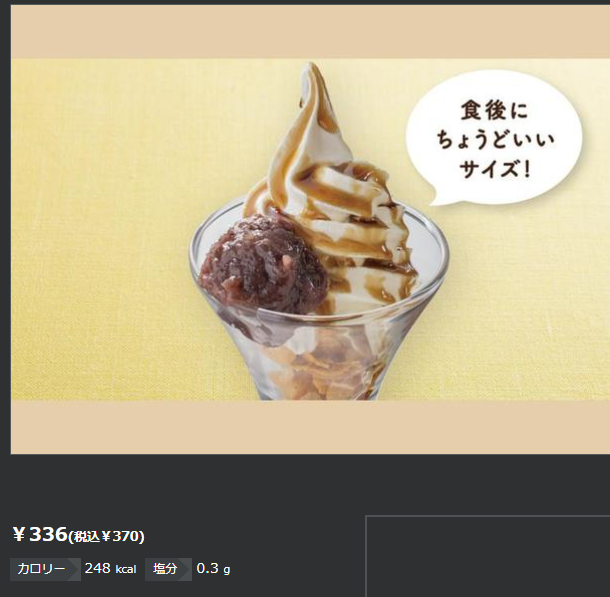 食後に
ちょうどいい
サイズ!
￥336(税込￥370)
カロリー 248 kcal 塩分 0.3 g